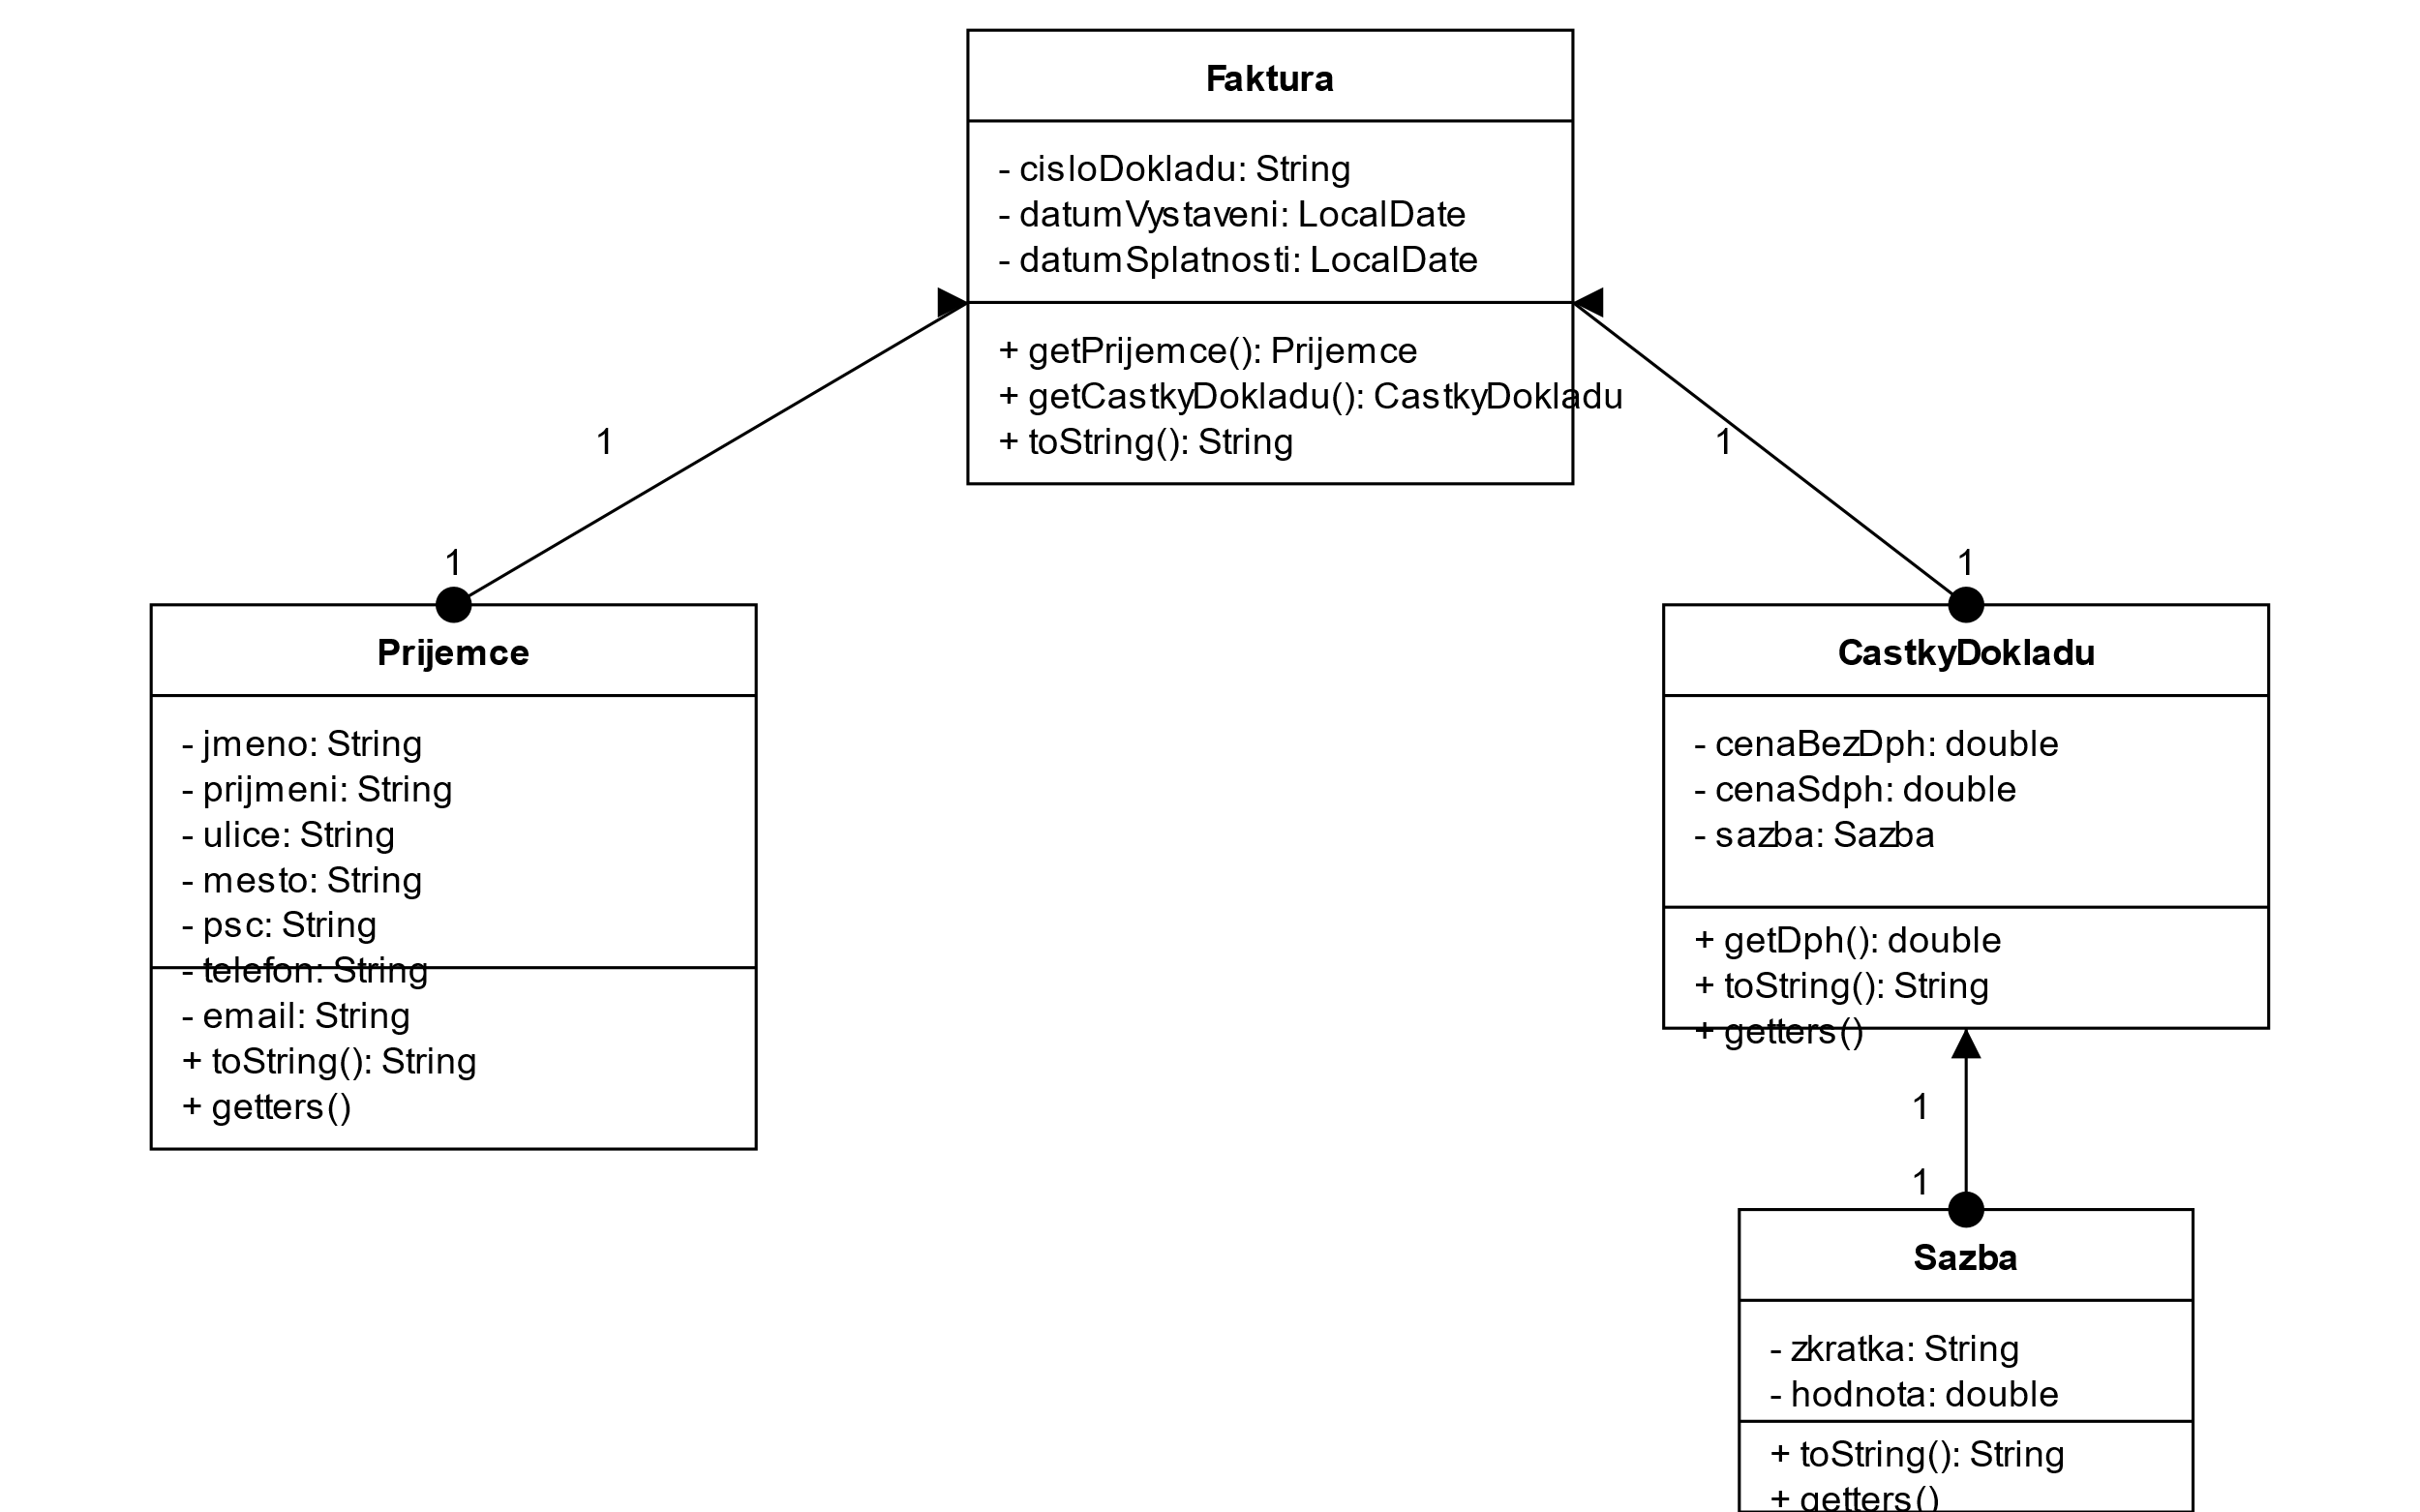 Faktura
- cisloDokladu: String
- datumVystaveni: LocalDate
- datumSplatnosti: LocalDate
+ getPrijemce(): Prijemce
+ getCastkyDokladu(): CastkyDokladu
+ toString(): String
1
1
1
1
Prijemce
- jmeno: String
- prijmeni: String
- ulice: String
- mesto: String
- psc: String
- telefon: String
- email: String
+ toString(): String
+ getters()
CastkyDokladu
- cenaBezDph: double
- cenaSdph: double
- sazba: Sazba
+ getDph(): double
+ toString(): String
+ getters()
1
1
Sazba
- zkratka: String
- hodnota: double
+ toString(): String
+ getters()